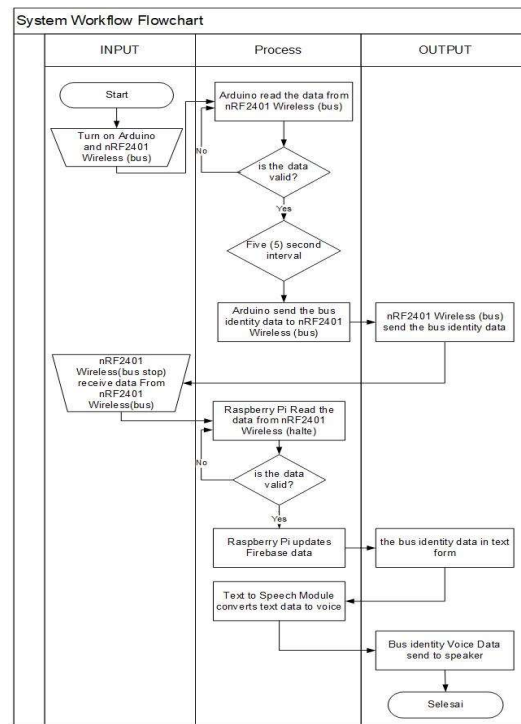 System Workflow Flowchart
INPUT
Process
OUTPUT
Start
Turn on Arduino
and nRF2401
Wireless (bus)
Arduino read the data from
nRF2401 Wireless (bus)
No
is the data
valid?
Yes
Five (5) second
interval
Arduino send the bus
identity data to nRF2401
Wireless (bus)
nRF2401 Wireless (bus)
send the bus identity data
nRF2401
Wireless(bus stop)
receive data From
nRF2401
Wireless(bus)
Raspberry Pi Read the
data from nRF2401
Wireless (halte)
No
is the data
valid?
Yes
Raspberry Pi updates
Firebase data
the bus identity data in text
form
Text to Speech Module
converts text data to voice
Bus identity Voice Data
send to speaker
Selesai